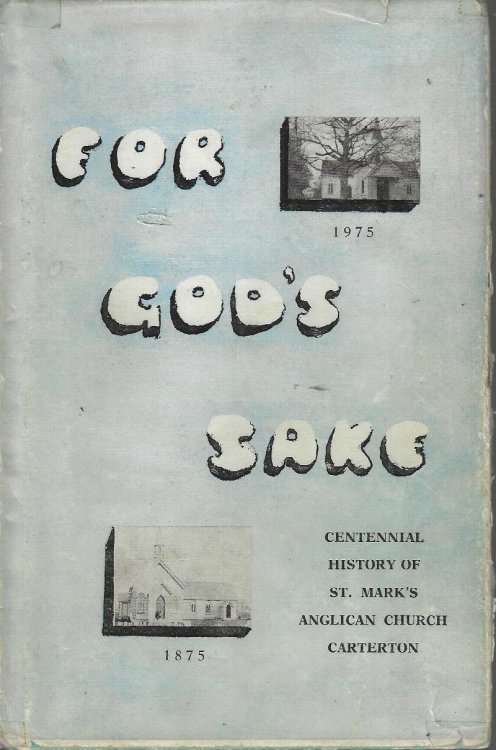 FOR
1975
GOD'S
SAKE
1875
CENTENNIAL
HISTORY OF
ST. MARK'S
ANGLICAN CHURCH
CARTERTON